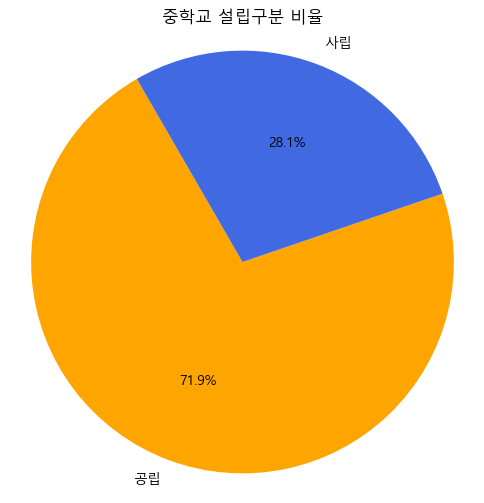 중학교 설립구분 비율
사립
28.1%
71.9%
공립